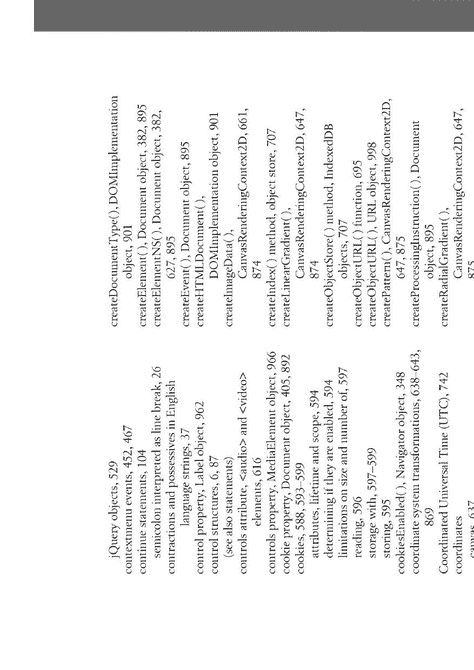 jQuery objects, 529
contextmenu events, 452, 467
continue statements, 104
semicolon interpreted as line break, 26
contractions and possessives in English
language strings, 37
control property, Label object, 962
control structures, 6, 87
(see also statements)
controls attribute, <audio> and <video>
elements, 616
controls property, MediaElement object, 966
cookie property, Document object, 405, 892
cookies, 588, 593–599
attributes, lifetime and scope, 594
determining if they are enabled, 594
limitations on size and number of, 597
reading, 596
storage with, 597–599
storing, 595
cookiesEnabled( ), Navigator object, 348
coordinate system transformations, 638–643,
869
Coordinated Universal Time (UTC), 742
coordinates
canvas, 637
createDocumentType(), DOMImplementation
object, 901
createElement( ), Document object, 382, 895
createElementNS( ), Document object, 382,
627, 895
createEvent( ), Document object, 895
createHTMLDocument( ),
DOMImplementation object, 901
createImageData( ),
CanvasRenderingContext2D, 661,
874
createIndex( ) method, object store, 707
createLinearGradient( ),
CanvasRenderingContext2D, 647,
874
createObjectStore( ) method, IndexedDB
objects, 707
createObjectURL( ) function, 695
createObjectURL( ), URL object, 998
createPattern( ), CanvasRenderingContext2D,
647, 875
createProcessingInstruction( ), Document
object, 895
createRadialGradient( ),
CanvasRenderingContext2D, 647,
875